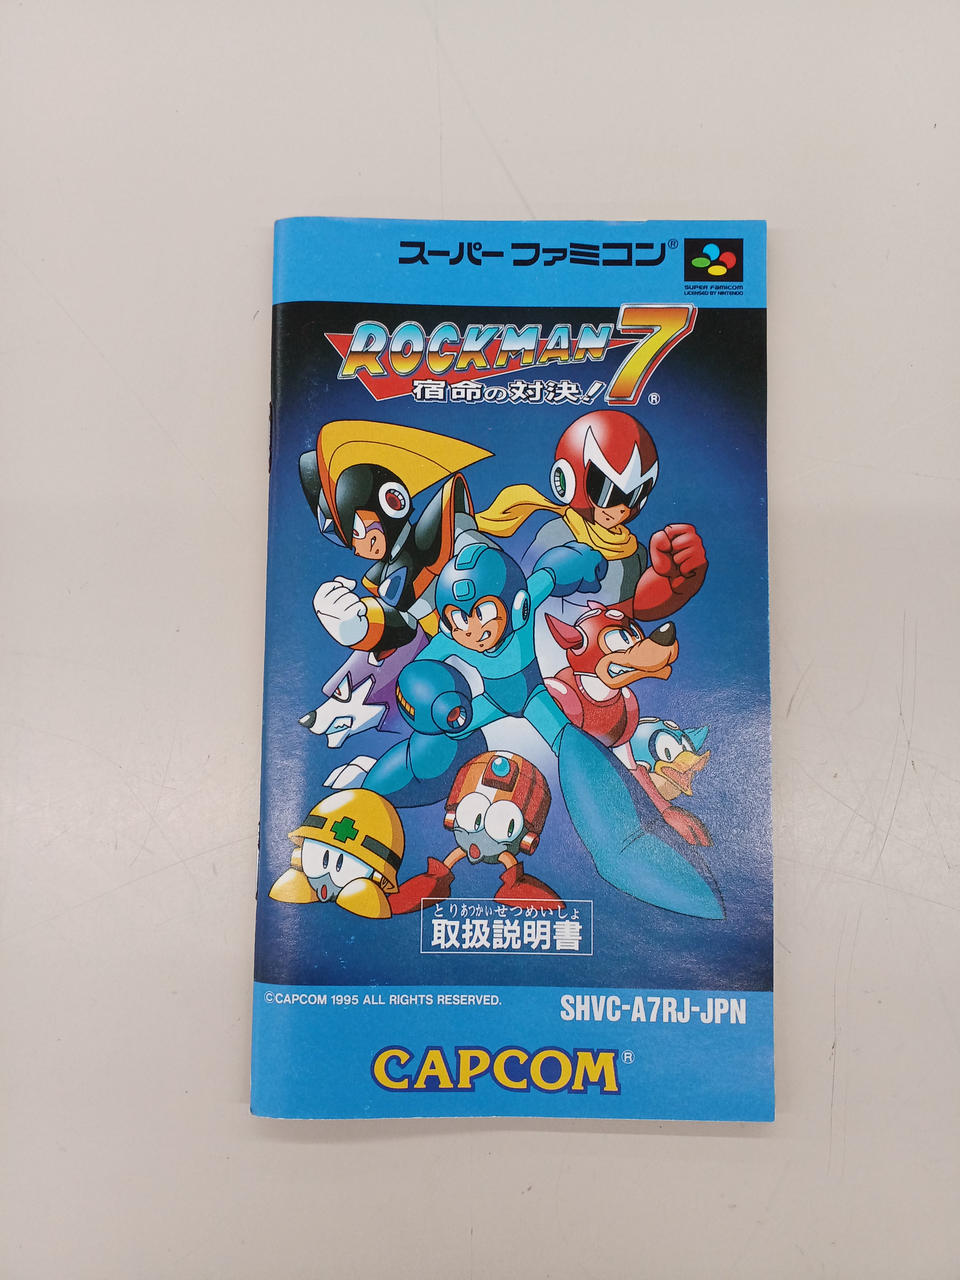 スーパーファミコン®
SUPER FAMICOM
LICENSED BY NINTENDO
ROCKMAN 7
宿命の対決!
®
とりあつかいせつめいしょ
取扱説明書
©CAPCOM 1995 ALL RIGHTS RESERVED.
SHVC-A7RJ-JPN
CAPCOM®